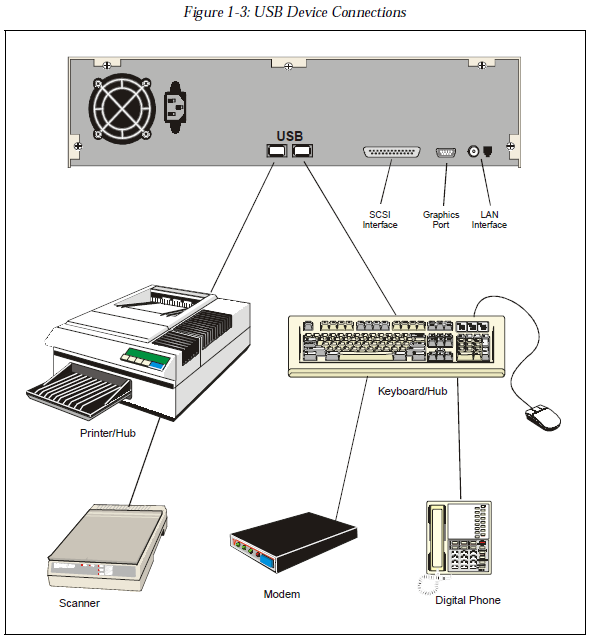 Figure 1-3: USB Device Connections
USB
SCSI
Interface
Graphics
Port
LAN
Interface
Keyboard/Hub
Printer/Hub
Scanner
Modem
Digital Phone